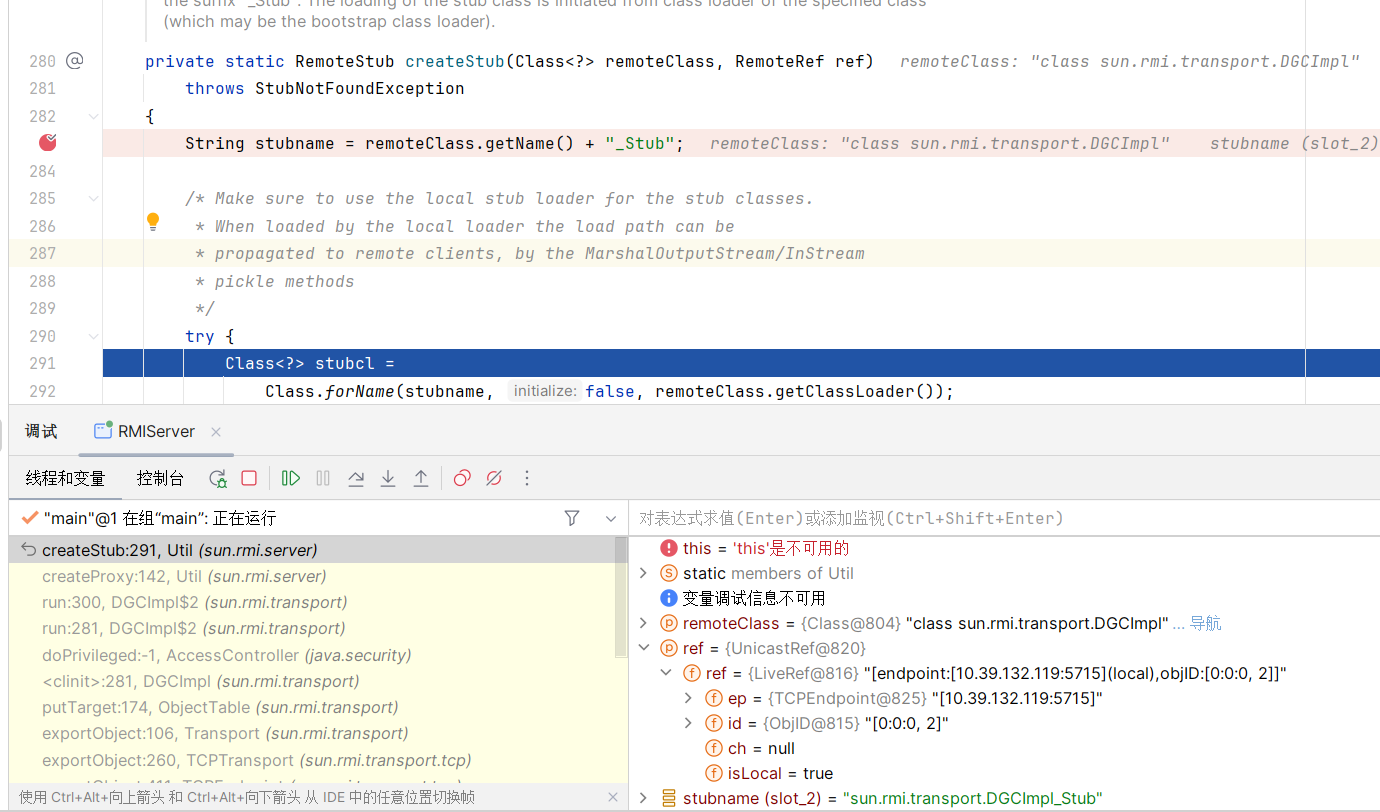 the suffix "_Stub". The loading of the stub class is initiated from class loader of the specified class
(which may be the bootstrap class loader).
280 @ private static RemoteStub createStub(Class<?> remoteClass, RemoteRef ref) remoteClass: "class sun.rmi.transport.DGCImpl"
281 throws StubNotFoundException
282 {
String stubname = remoteClass.getName() + "_Stub"; remoteClass: "class sun.rmi.transport.DGCImpl" stubname (slot_2)
284
285 /* Make sure to use the local stub loader for the stub classes.
286 * When loaded by the local loader the load path can be
287 * propagated to remote clients, by the MarshalOutputStream/InStream
288 * pickle methods
289 */
290 try {
291 Class<?> stubcl =
292 Class.forName(stubname, initialize: false, remoteClass.getClassLoader());
调试 RMIServer
线程和变量 控制台
"main"@1 在组“main”: 正在运行
createStub:291, Util (sun.rmi.server)
createProxy:142, Util (sun.rmi.server)
run:300, DGCImpl$2 (sun.rmi.transport)
run:281, DGCImpl$2 (sun.rmi.transport)
doPrivileged:-1, AccessController (java.security)
<clinit>:281, DGCImpl (sun.rmi.transport)
putTarget:174, ObjectTable (sun.rmi.transport)
exportObject:106, Transport (sun.rmi.transport)
exportObject:260, TCPTransport (sun.rmi.transport.tcp)
使用 Ctrl+Alt+向上箭头 和 Ctrl+Alt+向下箭头 从 IDE 中的任意位置切换帧
对表达式求值(Enter)或添加监视(Ctrl+Shift+Enter)
this = 'this'是不可用的
static members of Util
变量调试信息不可用
remoteClass = {Class@804} "class sun.rmi.transport.DGCImpl" ... 导航
ref = {UnicastRef@820}
ref = {LiveRef@816} "[endpoint:[10.39.132.119:5715](local),objID:[0:0:0, 2]]"
ep = {TCPEndpoint@825} "[10.39.132.119:5715]"
id = {ObjID@815} "[0:0:0, 2]"
ch = null
isLocal = true
stubname (slot_2) = "sun.rmi.transport.DGCImpl_Stub"